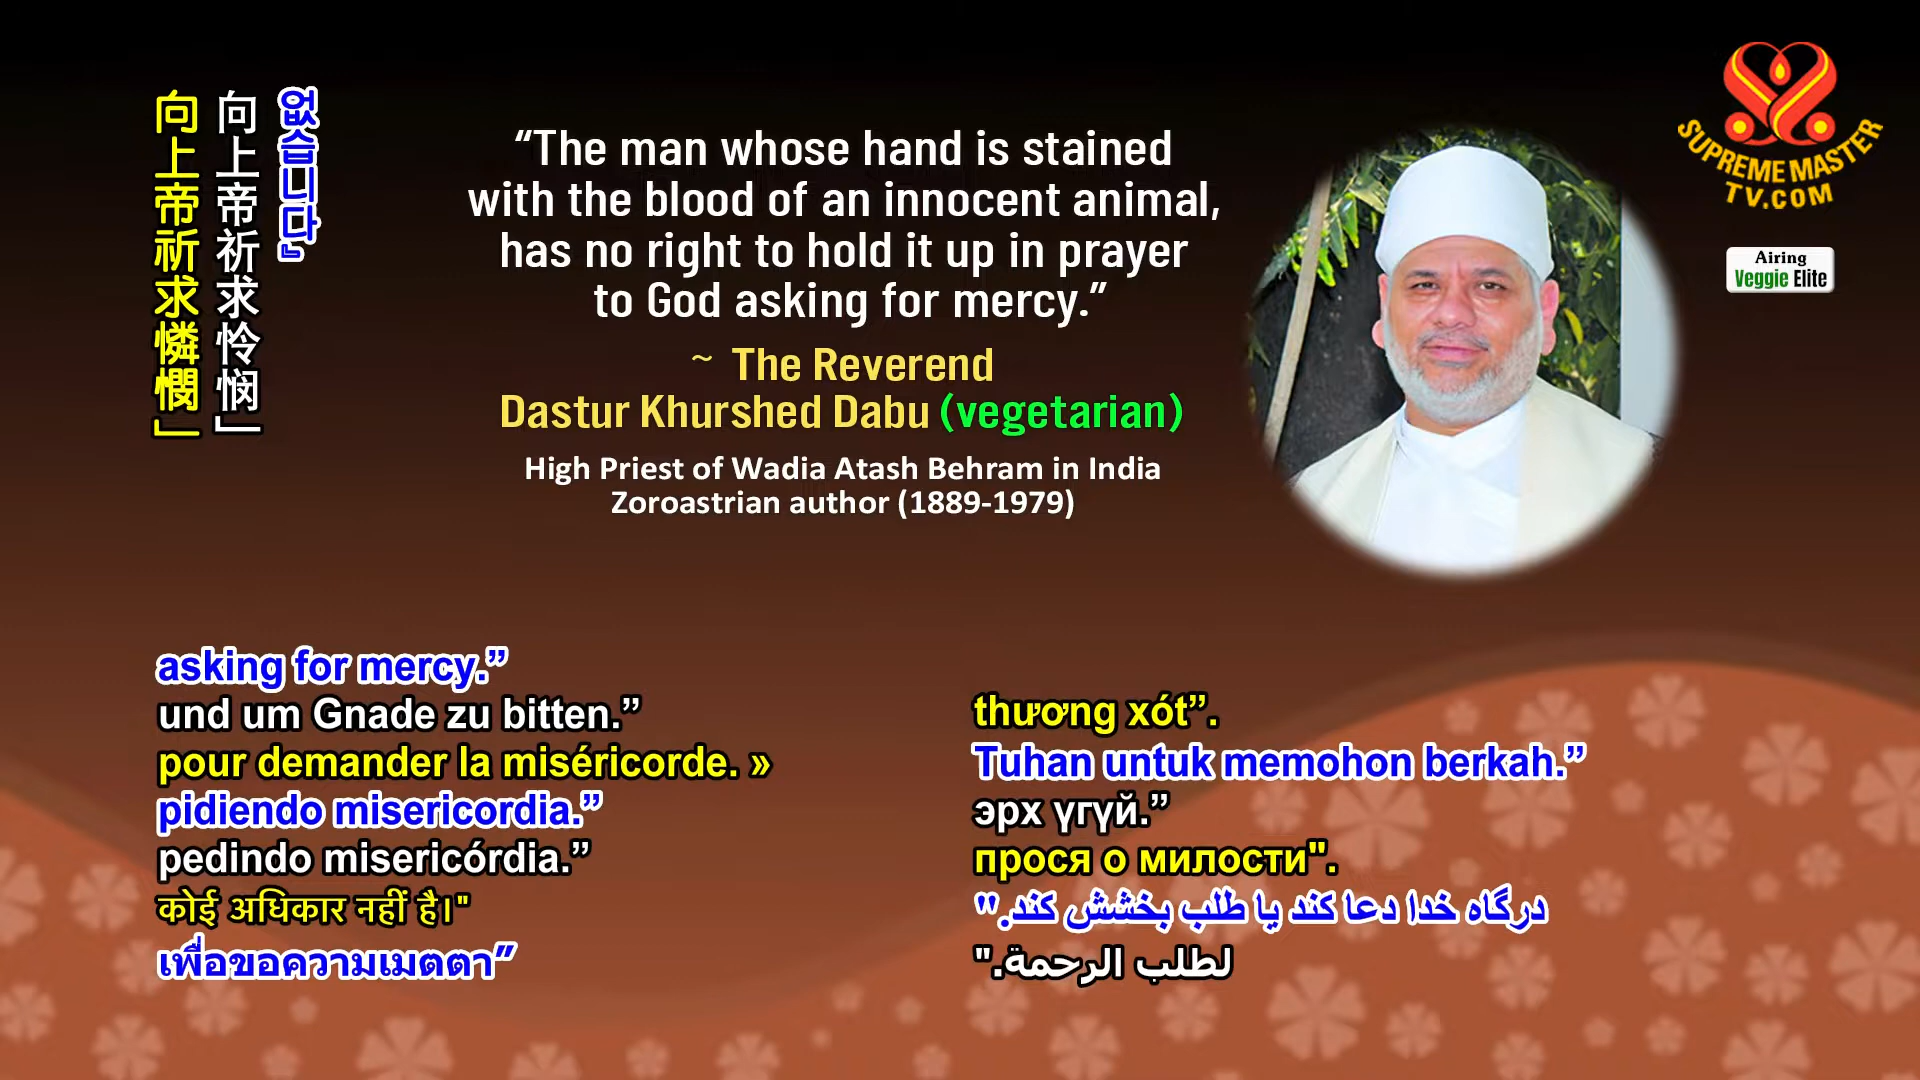 없습니다』
向上帝祈求怜悯」
向上帝祈求憐憫」
“The man whose hand is stained
with the blood of an innocent animal,
has no right to hold it up in prayer
to God asking for mercy.”
~ The Reverend
Dastur Khurshed Dabu (vegetarian)
High Priest of Wadia Atash Behram in India
Zoroastrian author (1889-1979)
SUPREME MASTER
TV.COM
Airing
Veggie Elite
asking for mercy.”
und um Gnade zu bitten.”
pour demander la miséricorde. »
pidiendo misericordia.”
pedindo misericórdia.”
कोई अधिकार नहीं है।"
เพื่อขอความเมตตา”
thương xót”.
Tuhan untuk memohon berkah.”
эрх үгүй.”
прося о милости".
درگاه خدا دعا کند یا طلب بخشش کند."
لطلب الرحمة."